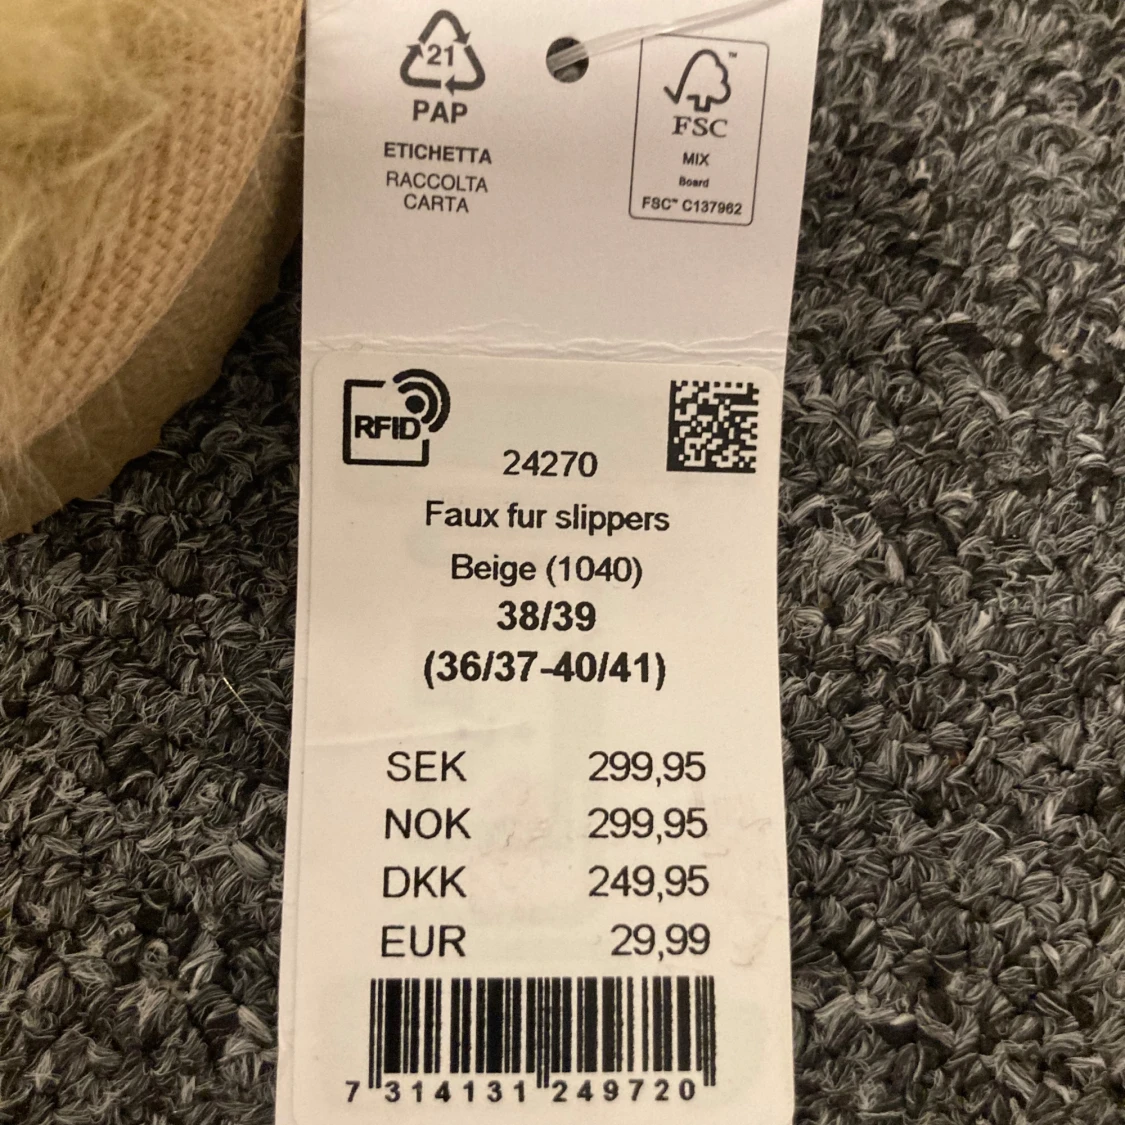 21
PAP
ETICHETTA
RACCOLTA
CARTA
FSC™
MIX
Board
FSC™ C137962
RFID
24270
Faux fur slippers
Beige (1040)
38/39
(36/37-40/41)
SEK 299,95
NOK 299,95
DKK 249,95
EUR 29,99
7 314131 249720